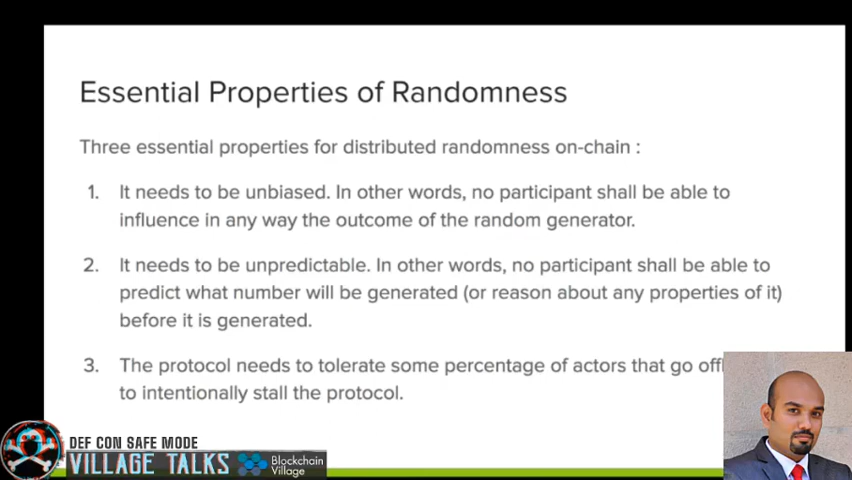 Essential Properties of Randomness
Three essential properties for distributed randomness on-chain :
1. It needs to be unbiased. In other words, no participant shall be able to
influence in any way the outcome of the random generator.
2. It needs to be unpredictable. In other words, no participant shall be able to
predict what number will be generated (or reason about any properties of it)
before it is generated.
3. The protocol needs to tolerate some percentage of actors that go
to intentionally stall the protocol.
DEF CON SAFE MODE
VILLAGE TALKS
Blockchain
Village